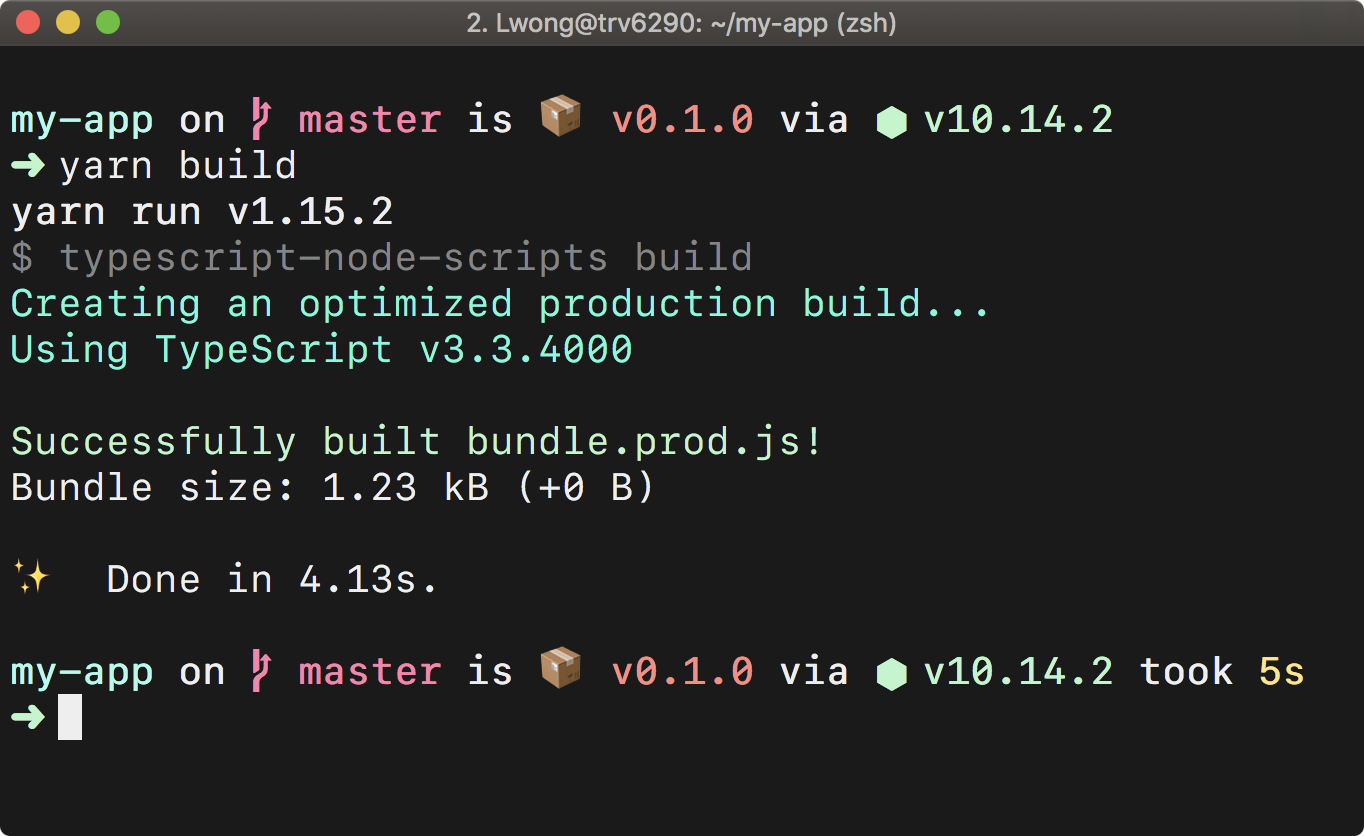 2. Lwong@trv6290: ~/my-app (zsh)
my-app on master is 📦 v0.1.0 via ⬢ v10.14.2
➜ yarn build
yarn run v1.15.2
$ typescript-node-scripts build
Creating an optimized production build...
Using TypeScript v3.3.4000
Successfully built bundle.prod.js!
Bundle size: 1.23 kB (+0 B)
✨ Done in 4.13s.
my-app on master is 📦 v0.1.0 via ⬢ v10.14.2 took 5s
➜